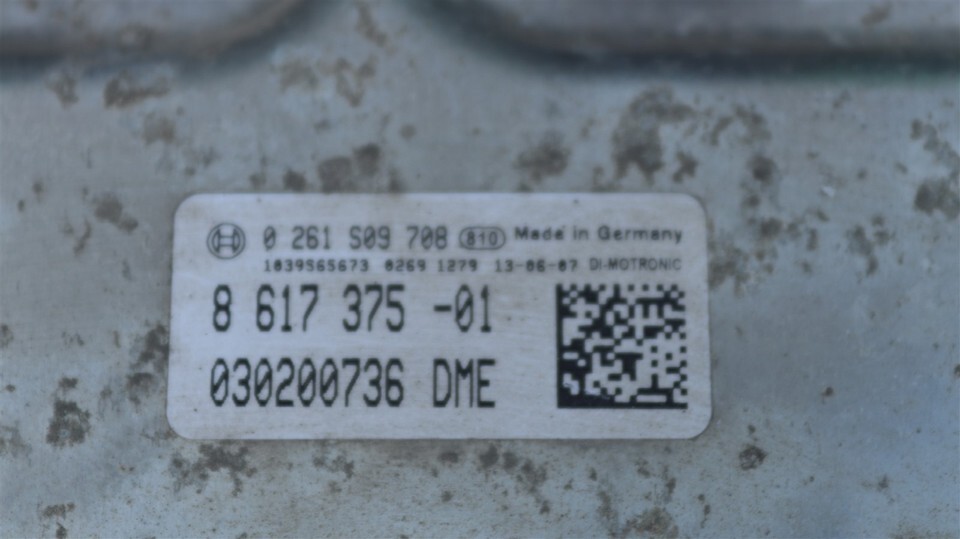 0 261 S09 708 810 Made in Germany
1039S65673 0269 1279 13-06-07 DI-MOTRONIC
8 617 375 -01
030200736 DME